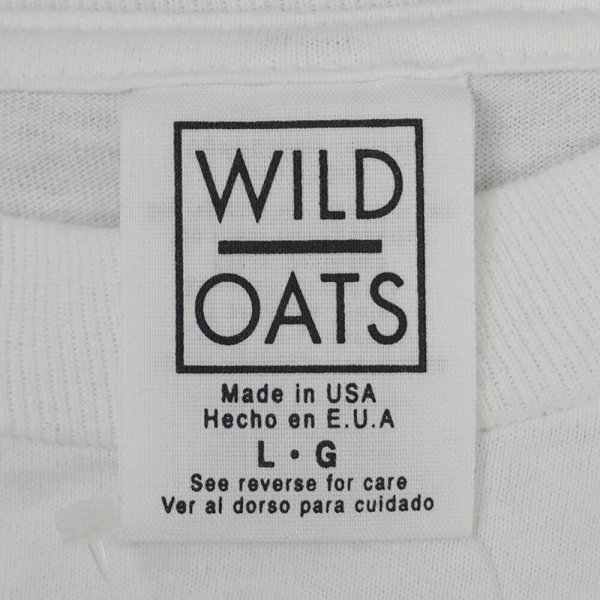 WILD
OATS
Made in USA
Hecho en E.U.A
L • G
See reverse for care
Ver al dorso para cuidado